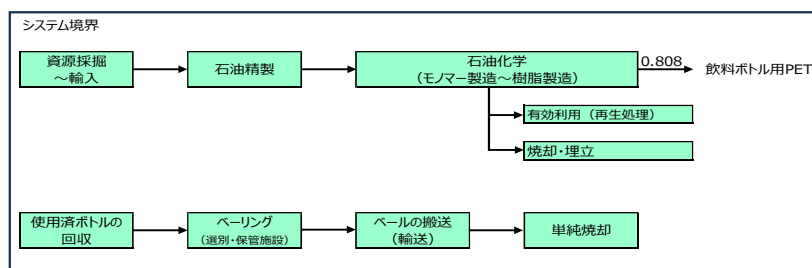 システム境界
資源採掘
～輸入
石油精製
石油化学
(モノマー製造～樹脂製造)
0.808
飲料ボトル用PET
有効利用（再生処理）
焼却・埋立
使用済ボトルの
回収
ベーリング
(選別・保管施設)
ベールの搬送
(輸送)
単純焼却